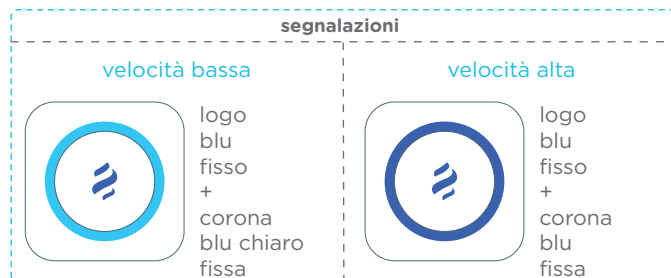 segnalazioni
velocità bassa
logo
blu
fisso
+
corona
blu chiaro
fissa
velocità alta
logo
blu
fisso
+
corona
blu
fissa